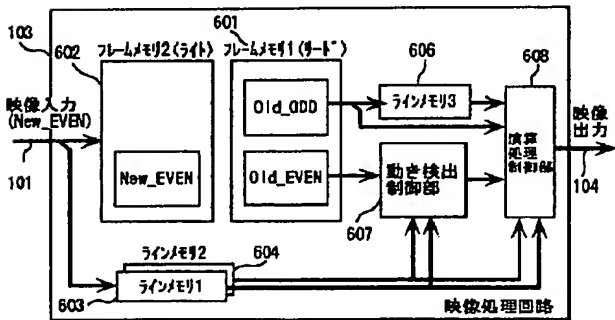 103
602
601
フレームメモリ2(ライト)
フレームメモリ1(リード)
606
608
映像入力
(New_EVEN)
101
New_EVEN
Old_ODD
Old_EVEN
ラインメモリ3
動き検出
制御部
607
演算
処理
制御部
映像
出力
104
ラインメモリ2
604
ラインメモリ1
603
映像処理回路